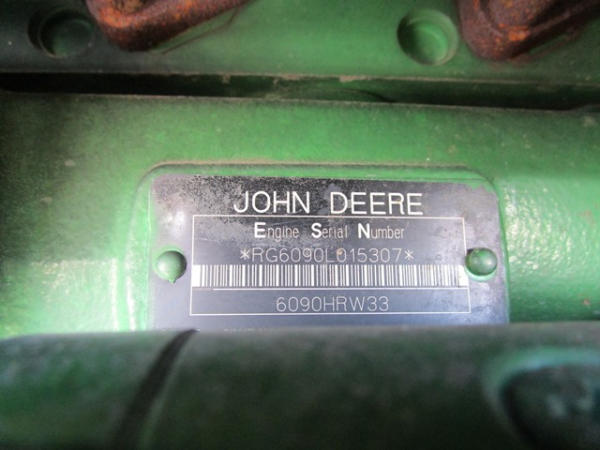 JOHN DEERE
Engine Serial Number
*RG6090L015307*
6090HRW33